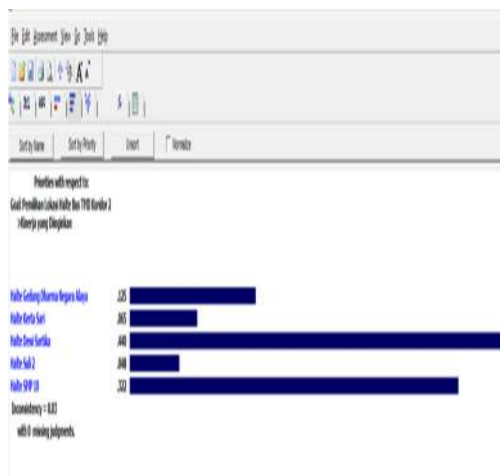 File Edit Assessment View Go Tools Help
Sort by Name Sort by Priority Unsort Normalize
Priorities with respect to:
Goal: Pemilihan Lokasi Halte Bus TMD Koridor 2
>Kinerja yang Diinginkan
Halte Gedung Dharma Negara Alaya .125
Halte Kerta Sari .065
Halte Dewi Sartika .440
Halte Suli 2 .048
Halte SMP 10 .322
Inconsistency = 0.03
with 0 missing judgments.